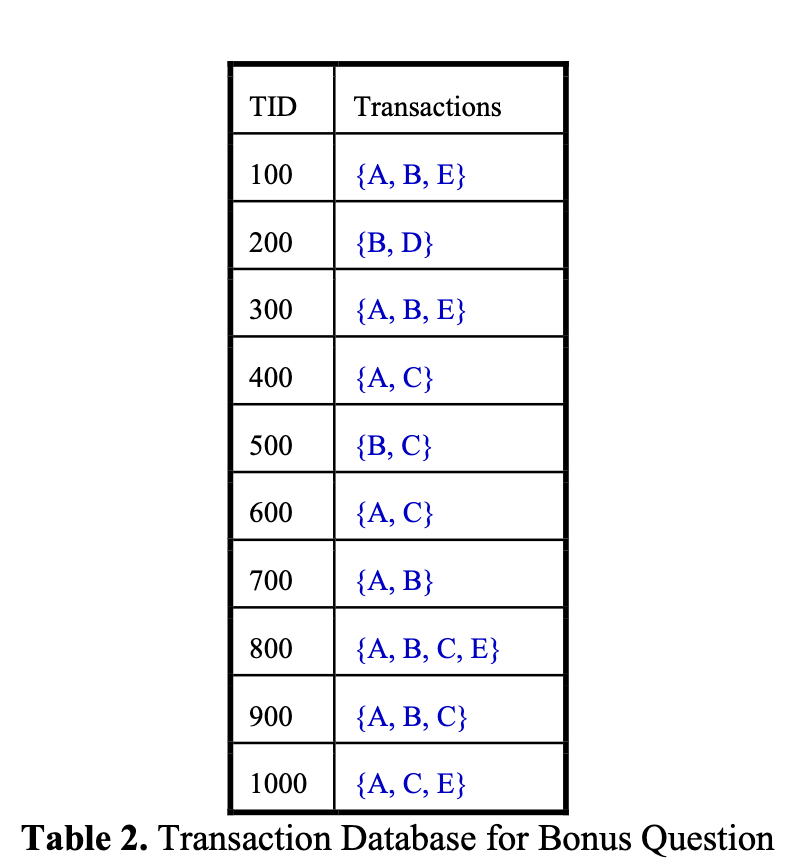 TID Transactions
100 {A, B, E}
200 {B, D}
300 {A, B, E}
400 {A, C}
500 {B, C}
600 {A, C}
700 {A, B}
800 {A, B, C, E}
900 {A, B, C}
1000 {A, C, E}
Table 2. Transaction Database for Bonus Question